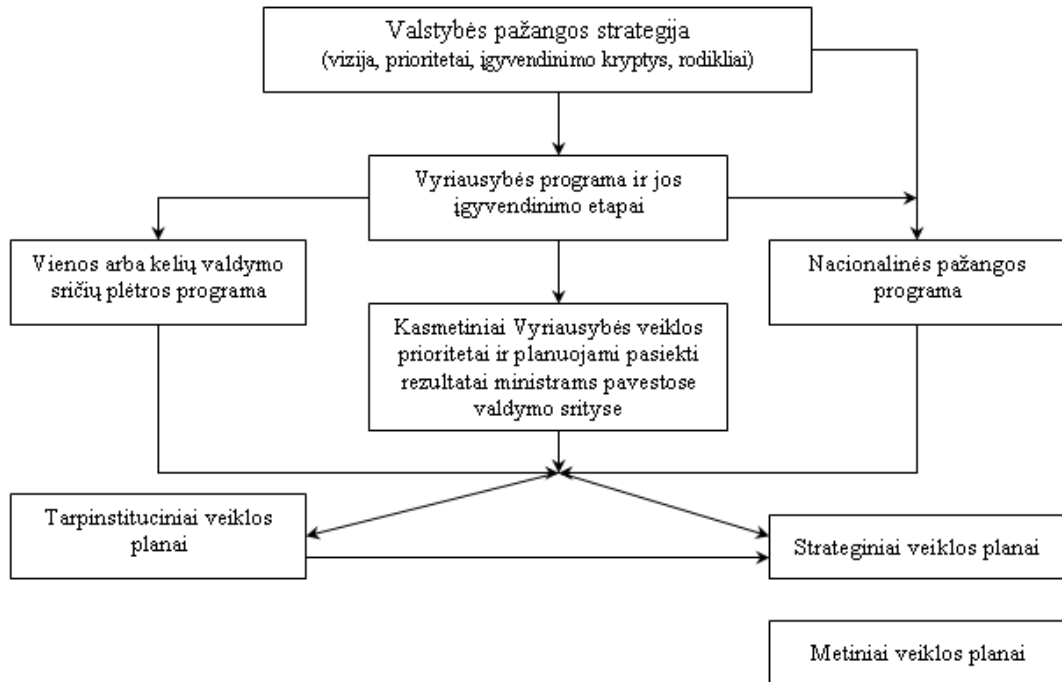 Valstybės pažangos strategija
(vizija, prioritetai, įgyvendinimo kryptys, rodikliai)
Vyriausybės programa ir jos
įgyvendinimo etapai
Vienos arba kelių valdymo
sričių plėtros programa
Nacionalinės pažangos
programa
Kasmetiniai Vyriausybės veiklos
prioritetai ir planuojami pasiekti
rezultatai ministrams pavestose
valdymo srityse
Tarpinstituciniai veiklos
planai
Strateginiai veiklos planai
Metiniai veiklos planai